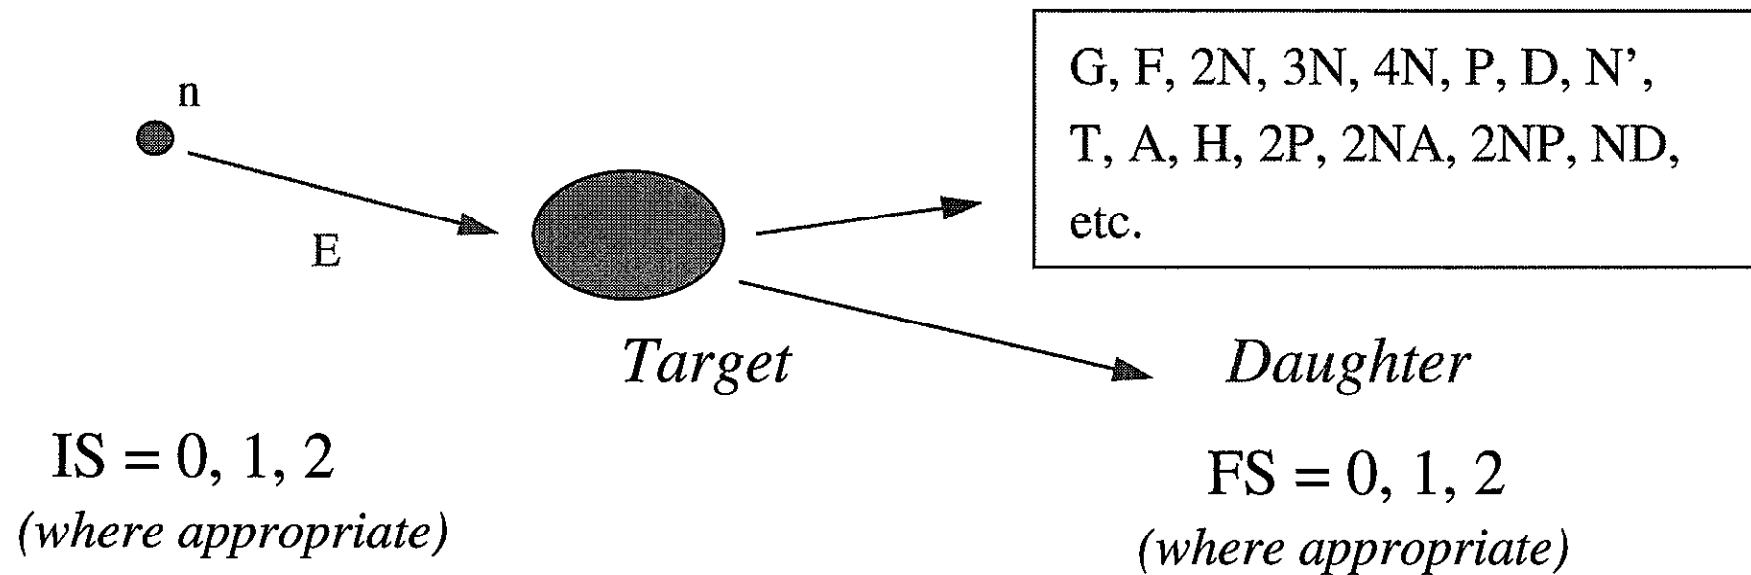 n
E
G, F, 2N, 3N, 4N, P, D, N’,
T, A, H, 2P, 2NA, 2NP, ND,
etc.
Target
Daughter
IS = 0, 1, 2
(where appropriate)
FS = 0, 1, 2
(where appropriate)